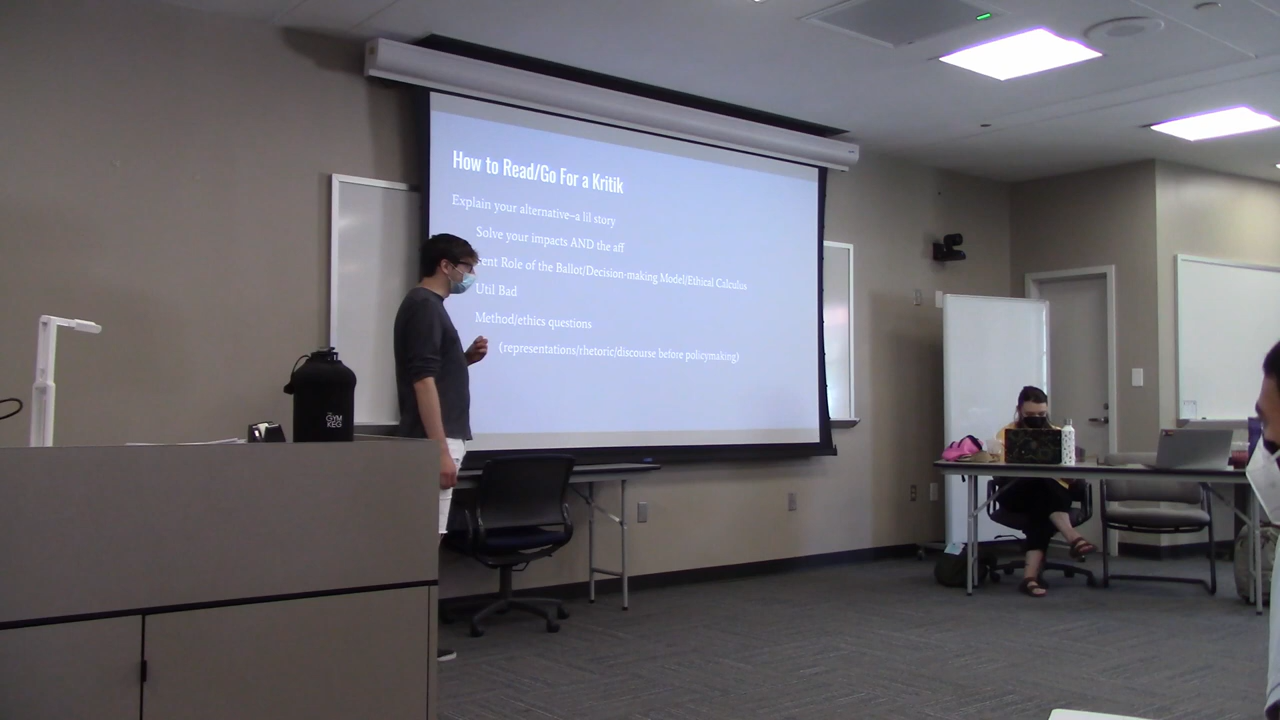 How to Read/Go For a Kritik
Explain your alternative–a lil story
Solve your impacts AND the aff
rent Role of the Ballot/Decision-making Model/Ethical Calculus
Util Bad
Method/ethics questions
(representations/rhetoric/discourse before policymaking)
GYM
KEG